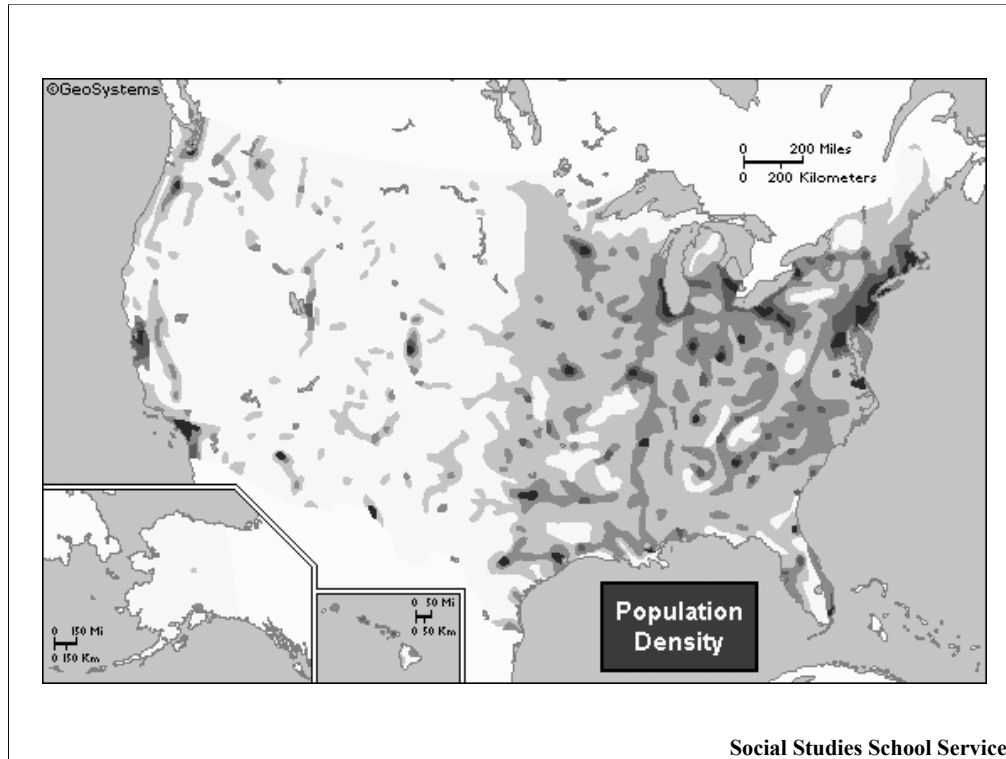 ©GeoSystems
0 200 Miles
0 200 Kilometers
0 150 Mi
0 150 Km
0 50 Mi
0 50 Km
Population
Density
Social Studies School Service